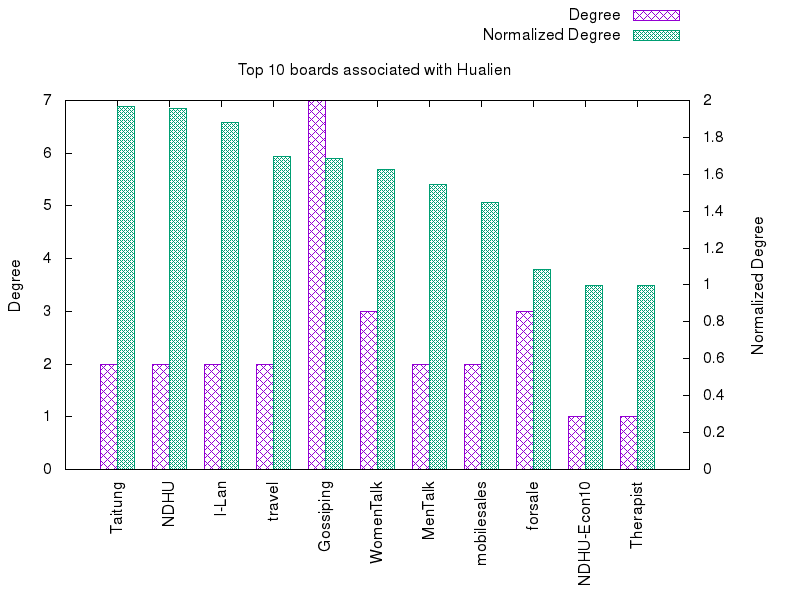 Degree
Normalized Degree
Top 10 boards associated with Hualien
7
6
5
4
3
2
1
0
2
1.8
1.6
1.4
1.2
1
0.8
0.6
0.4
0.2
0
Degree
Normalized Degree
Taitung
NDHU
I-Lan
travel
Gossiping
WomenTalk
MenTalk
mobilesales
forsale
NDHU-Econ10
Therapist